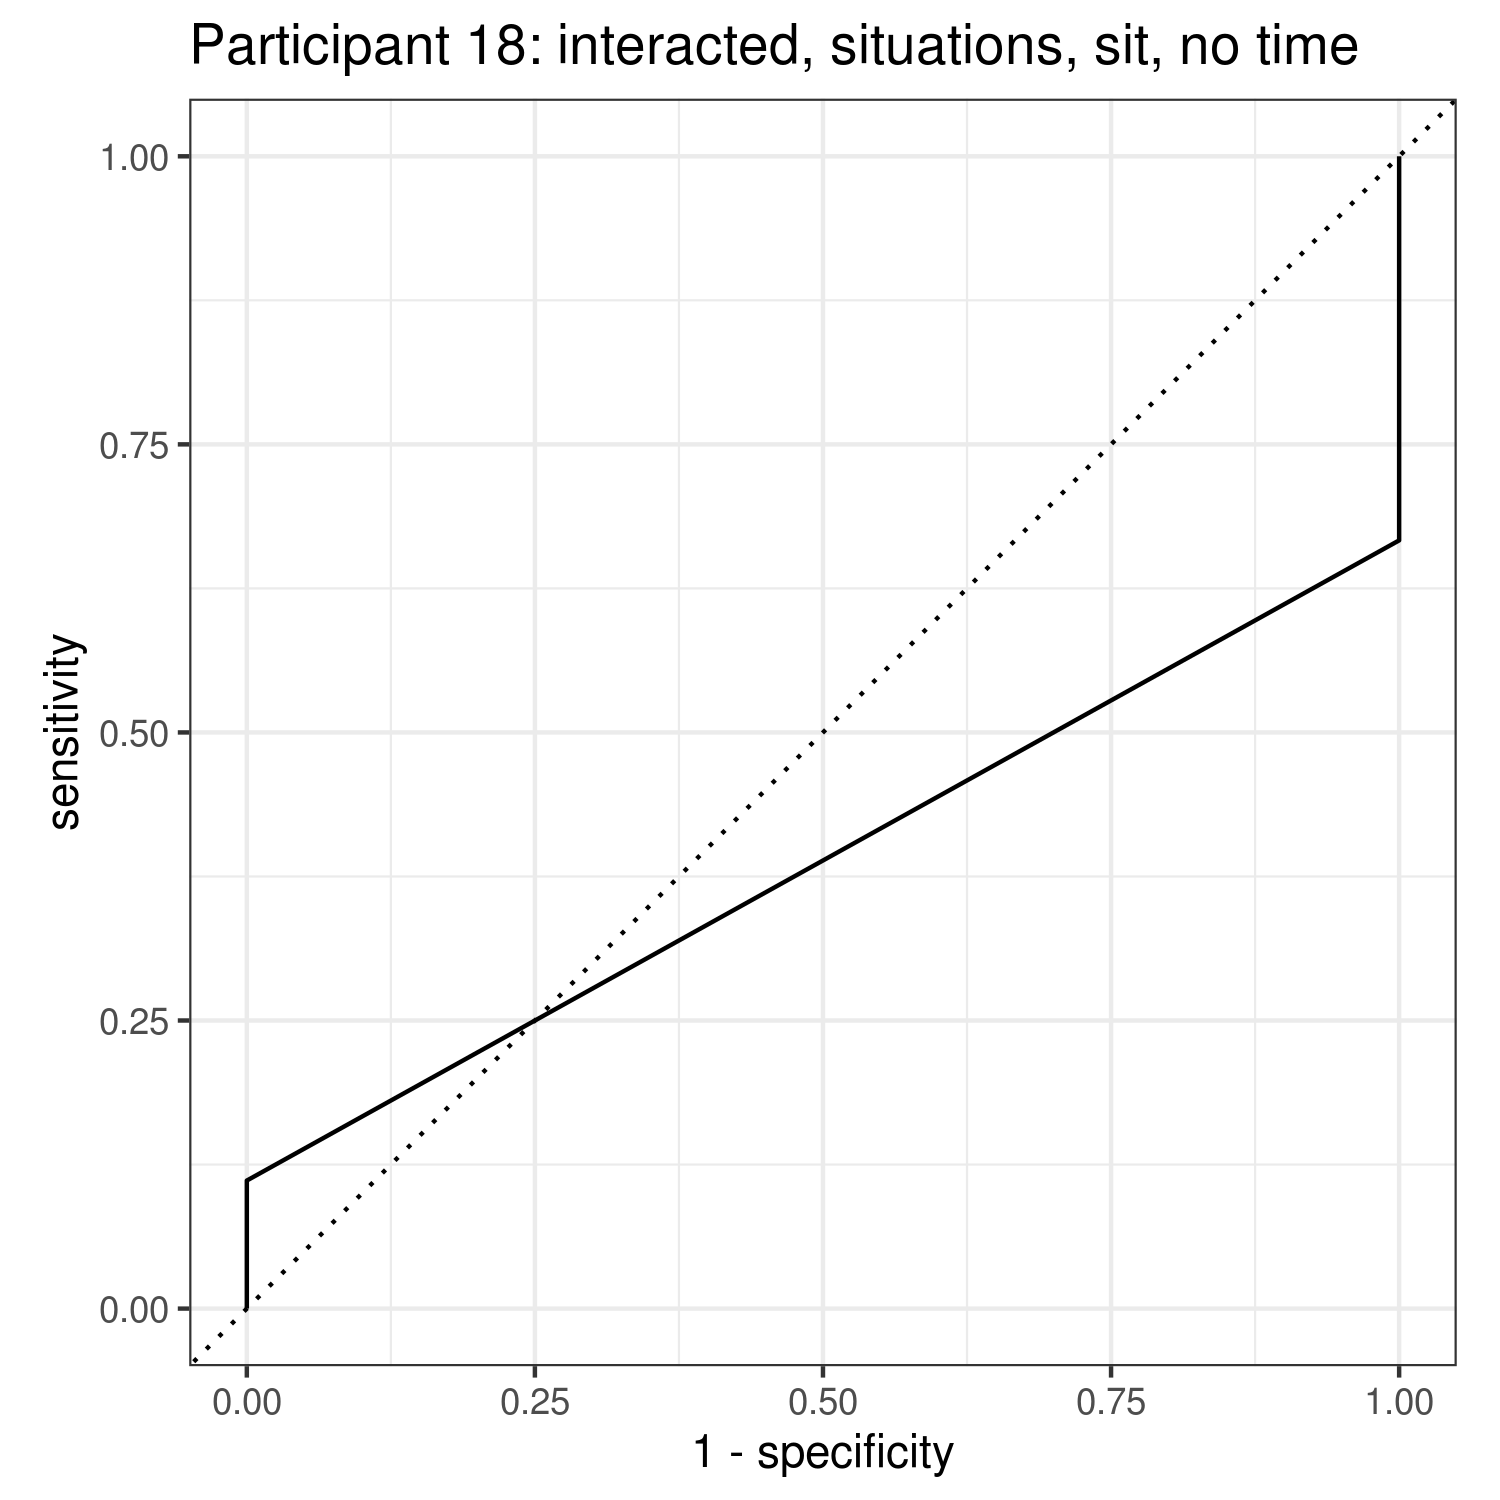 Participant 18: interacted, situations, sit, no time
1.00
0.75
0.50
0.25
0.00
sensitivity
0.00 0.25 0.50 0.75 1.00
1 - specificity